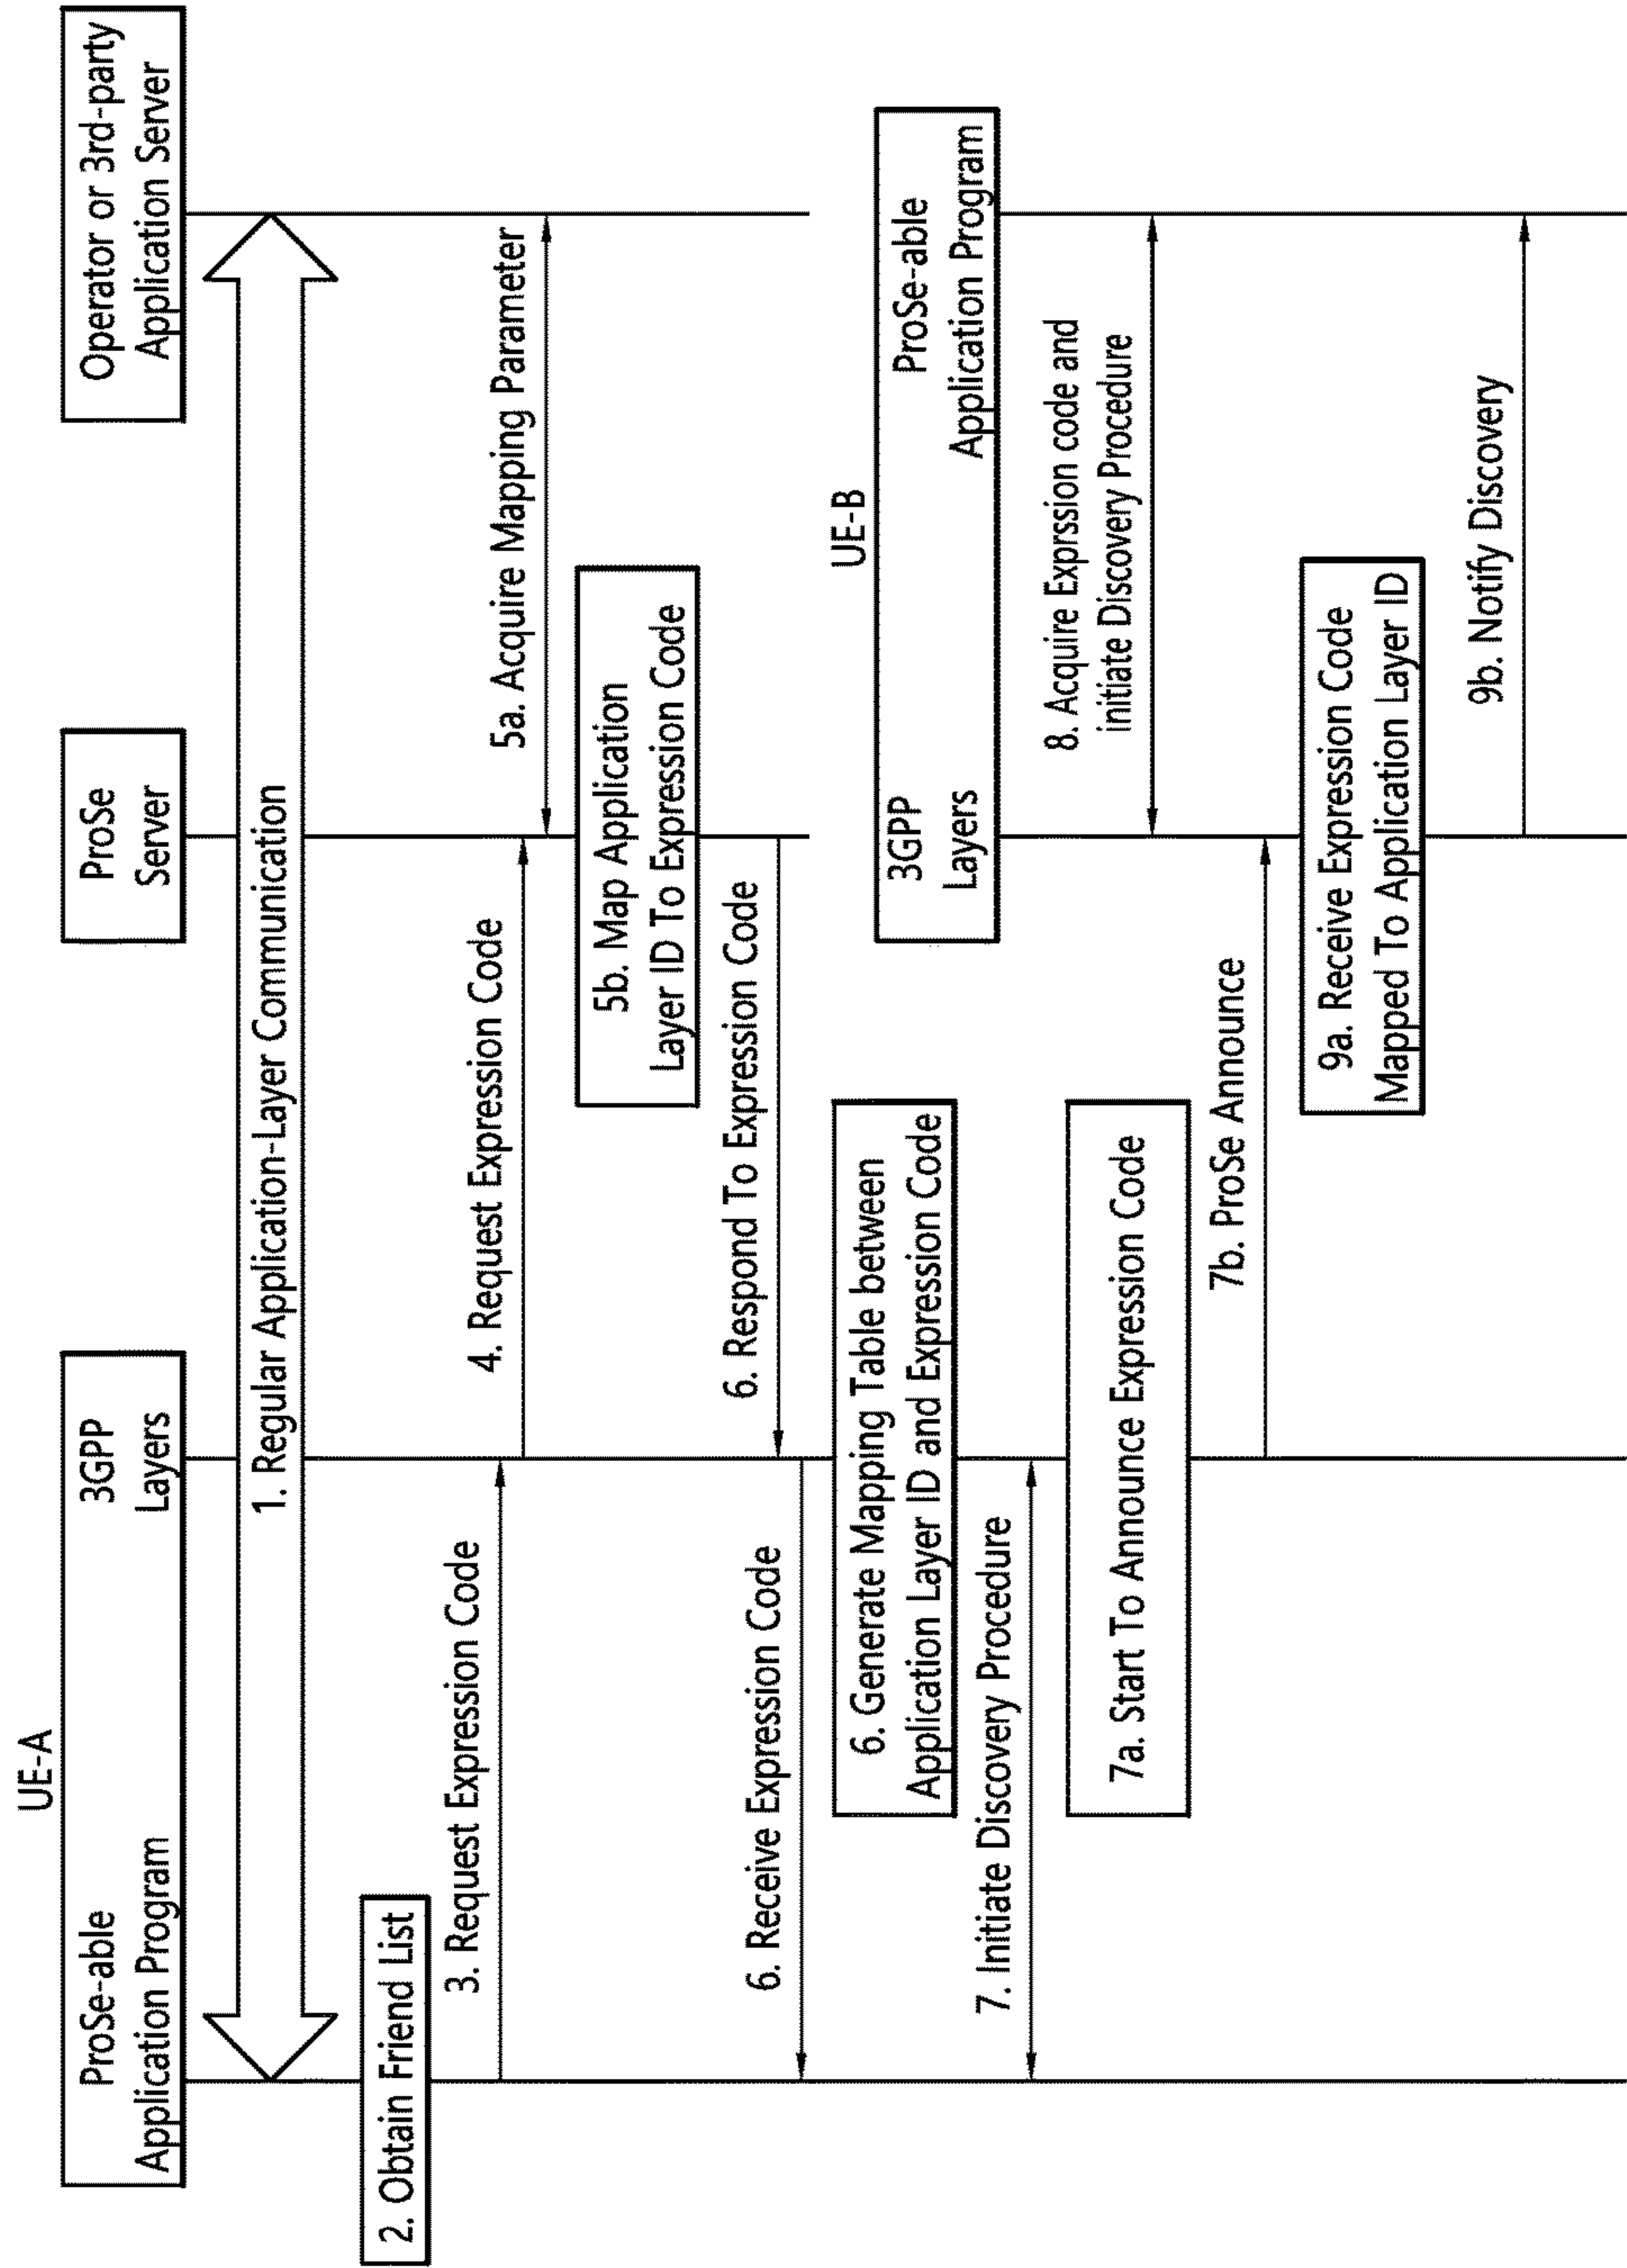 UE-A
ProSe-able
Application Program
3GPP
Layers
ProSe
Server
Operator or 3rd-party
Application Server
1. Regular Application-Layer Communication
2. Obtain Friend List
3. Request Expression Code
4. Request Expression Code
5a. Acquire Mapping Parameter
5b. Map Application
Layer ID To Expression Code
6. Respond To Expression Code
6. Receive Expression Code
6. Generate Mapping Table between
Application Layer ID and Expression Code
UE-B
3GPP
Layers
ProSe-able
Application Program
7. Initiate Discovery Procedure
8. Acquire Exprssion code and
initiate Discovery Procedure
7a. Start To Announce Expression Code
7b. ProSe Announce
9a. Receive Expression Code
Mapped To Application Layer ID
9b. Notify Discovery